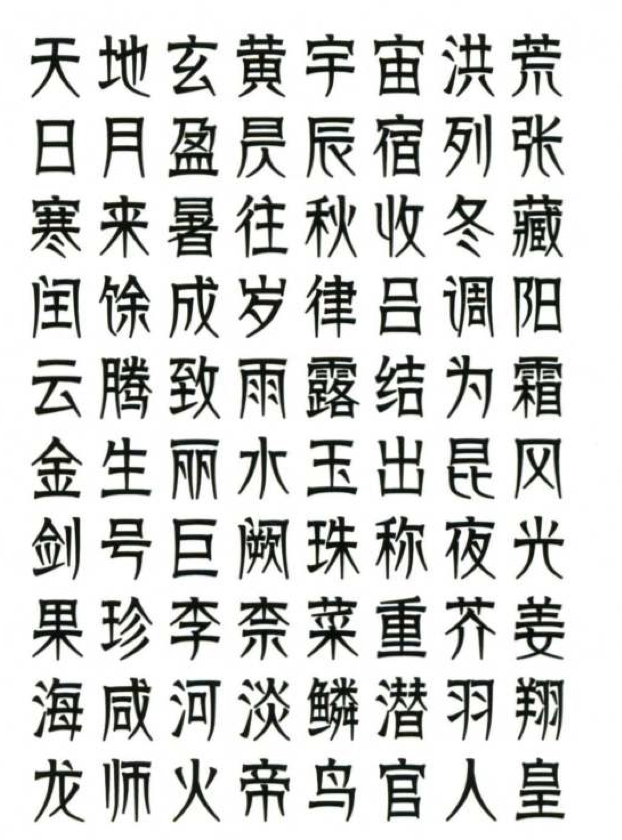 天地玄黄宇宙洪荒
日月盈昃辰宿列张
寒来暑往秋收冬藏
闰馀成岁律吕调阳
云腾致雨露结为霜
金生丽水玉出昆冈
剑号巨阙珠称夜光
果珍李柰菜重芥姜
海咸河淡鳞潜羽翔
龙师火帝鸟官人皇